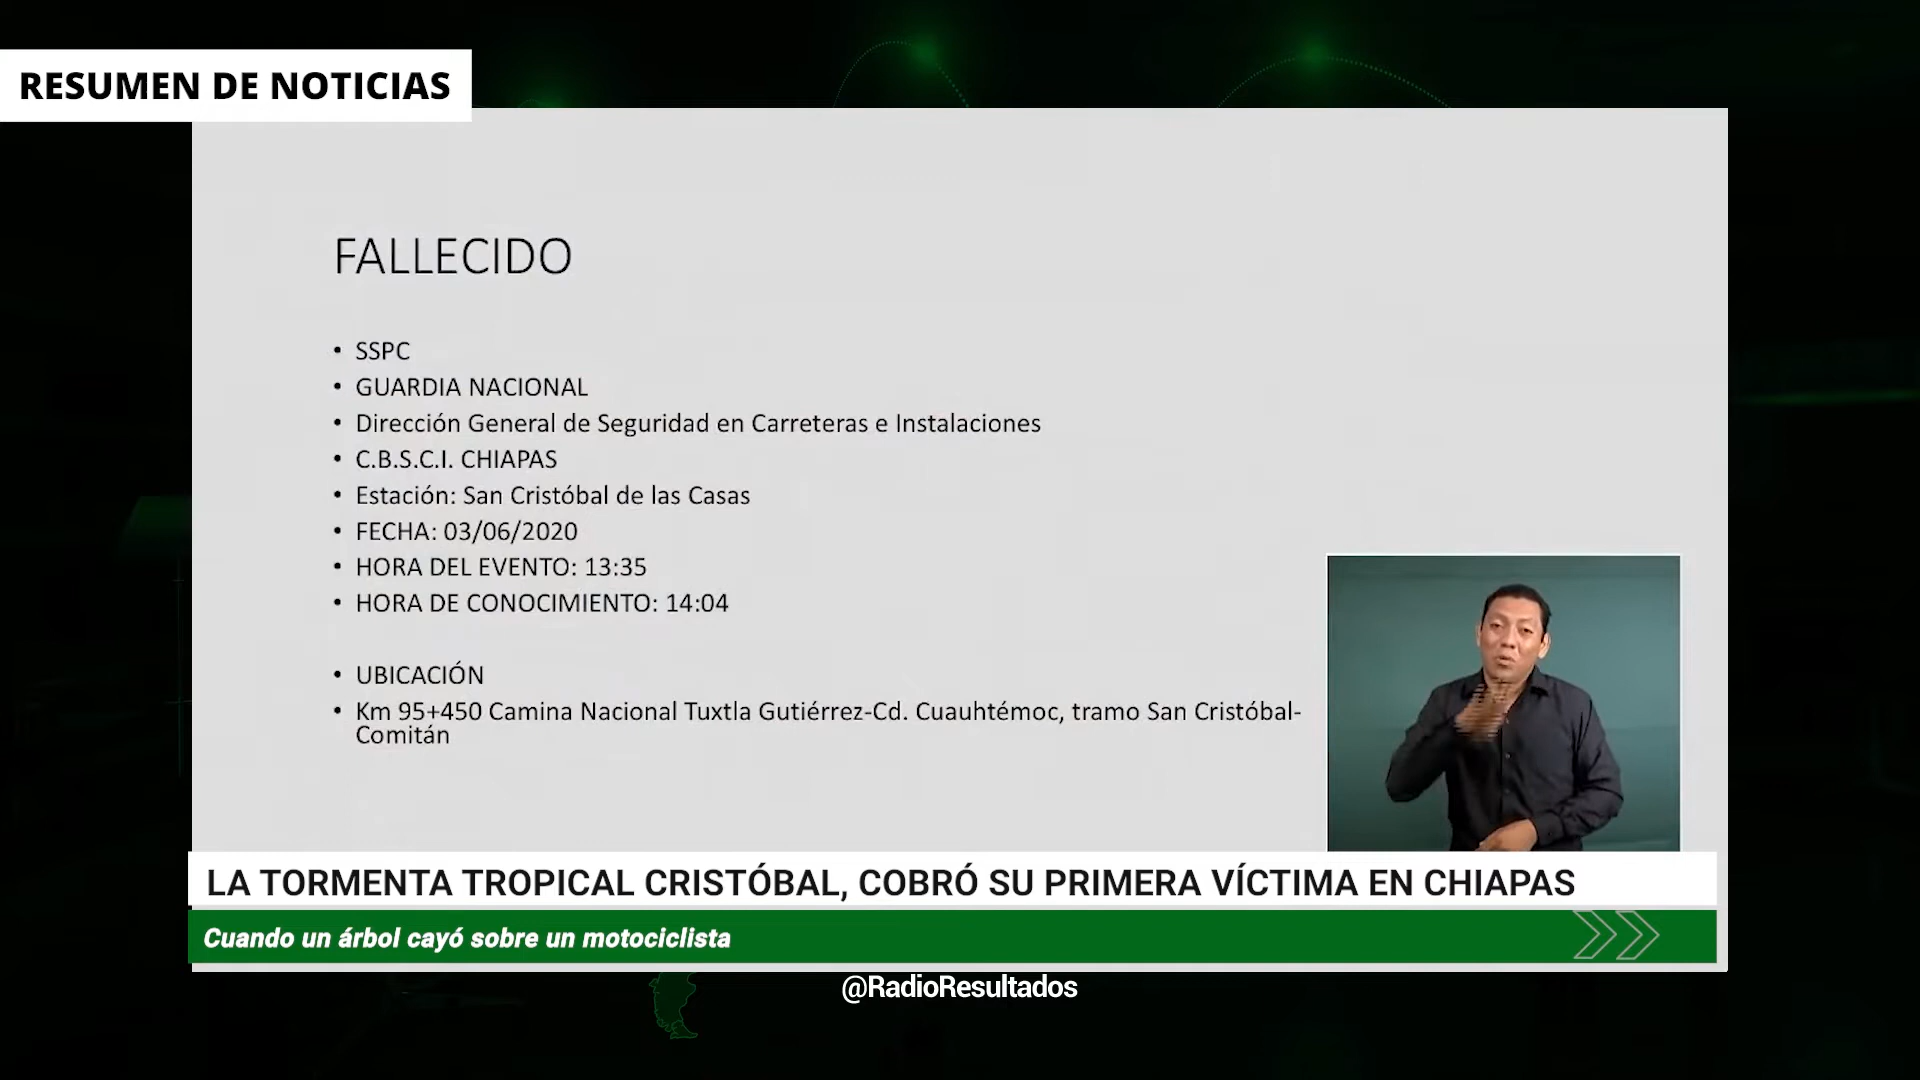 RESUMEN DE NOTICIAS
FALLECIDO
• SSPC
• GUARDIA NACIONAL
• Dirección General de Seguridad en Carreteras e Instalaciones
• C.B.S.C.I. CHIAPAS
• Estación: San Cristóbal de las Casas
• FECHA: 03/06/2020
• HORA DEL EVENTO: 13:35
• HORA DE CONOCIMIENTO: 14:04
• UBICACIÓN
• Km 95+450 Camina Nacional Tuxtla Gutiérrez-Cd. Cuauhtémoc, tramo San Cristóbal-
Comitán
LA TORMENTA TROPICAL CRISTÓBAL, COBRÓ SU PRIMERA VÍCTIMA EN CHIAPAS
Cuando un árbol cayó sobre un motociclista
@RadioResultados